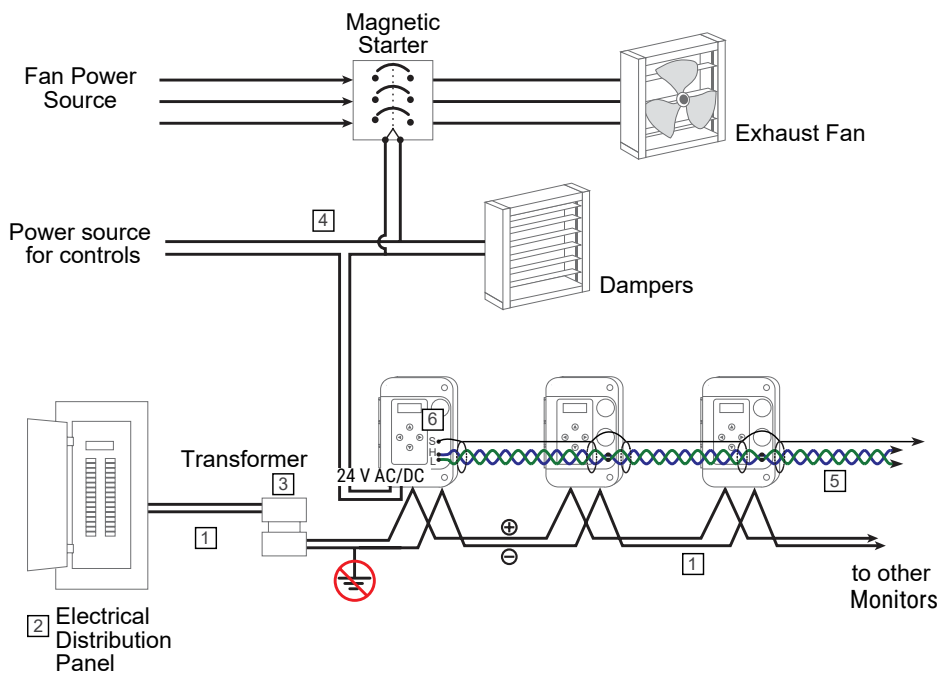 Magnetic
Starter
Fan Power
Source
Exhaust Fan
4
Power source
for controls
Dampers
6
S
H
L
Transformer
3
24 V AC/DC
5
1
⊕
⊖
1
to other
Monitors
2 Electrical
Distribution
Panel